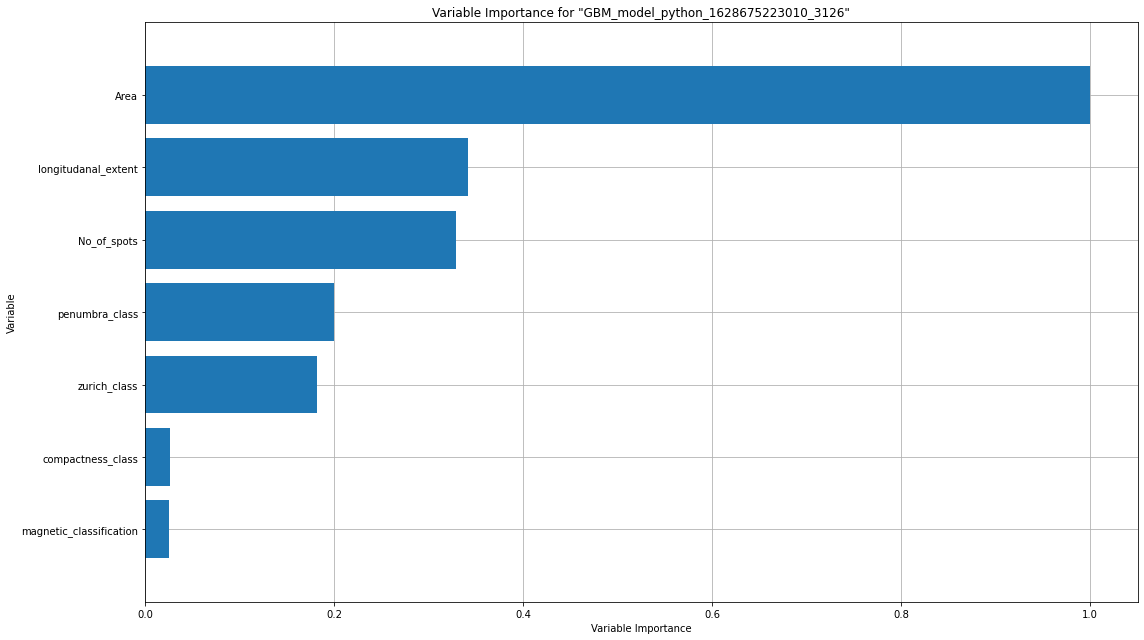 Variable Importance for "GBM_model_python_1628675223010_3126"
Area
longitudanal_extent
No_of_spots
penumbra_class
zurich_class
compactness_class
magnetic_classification
Variable
0.0 0.2 0.4 0.6 0.8 1.0
Variable Importance